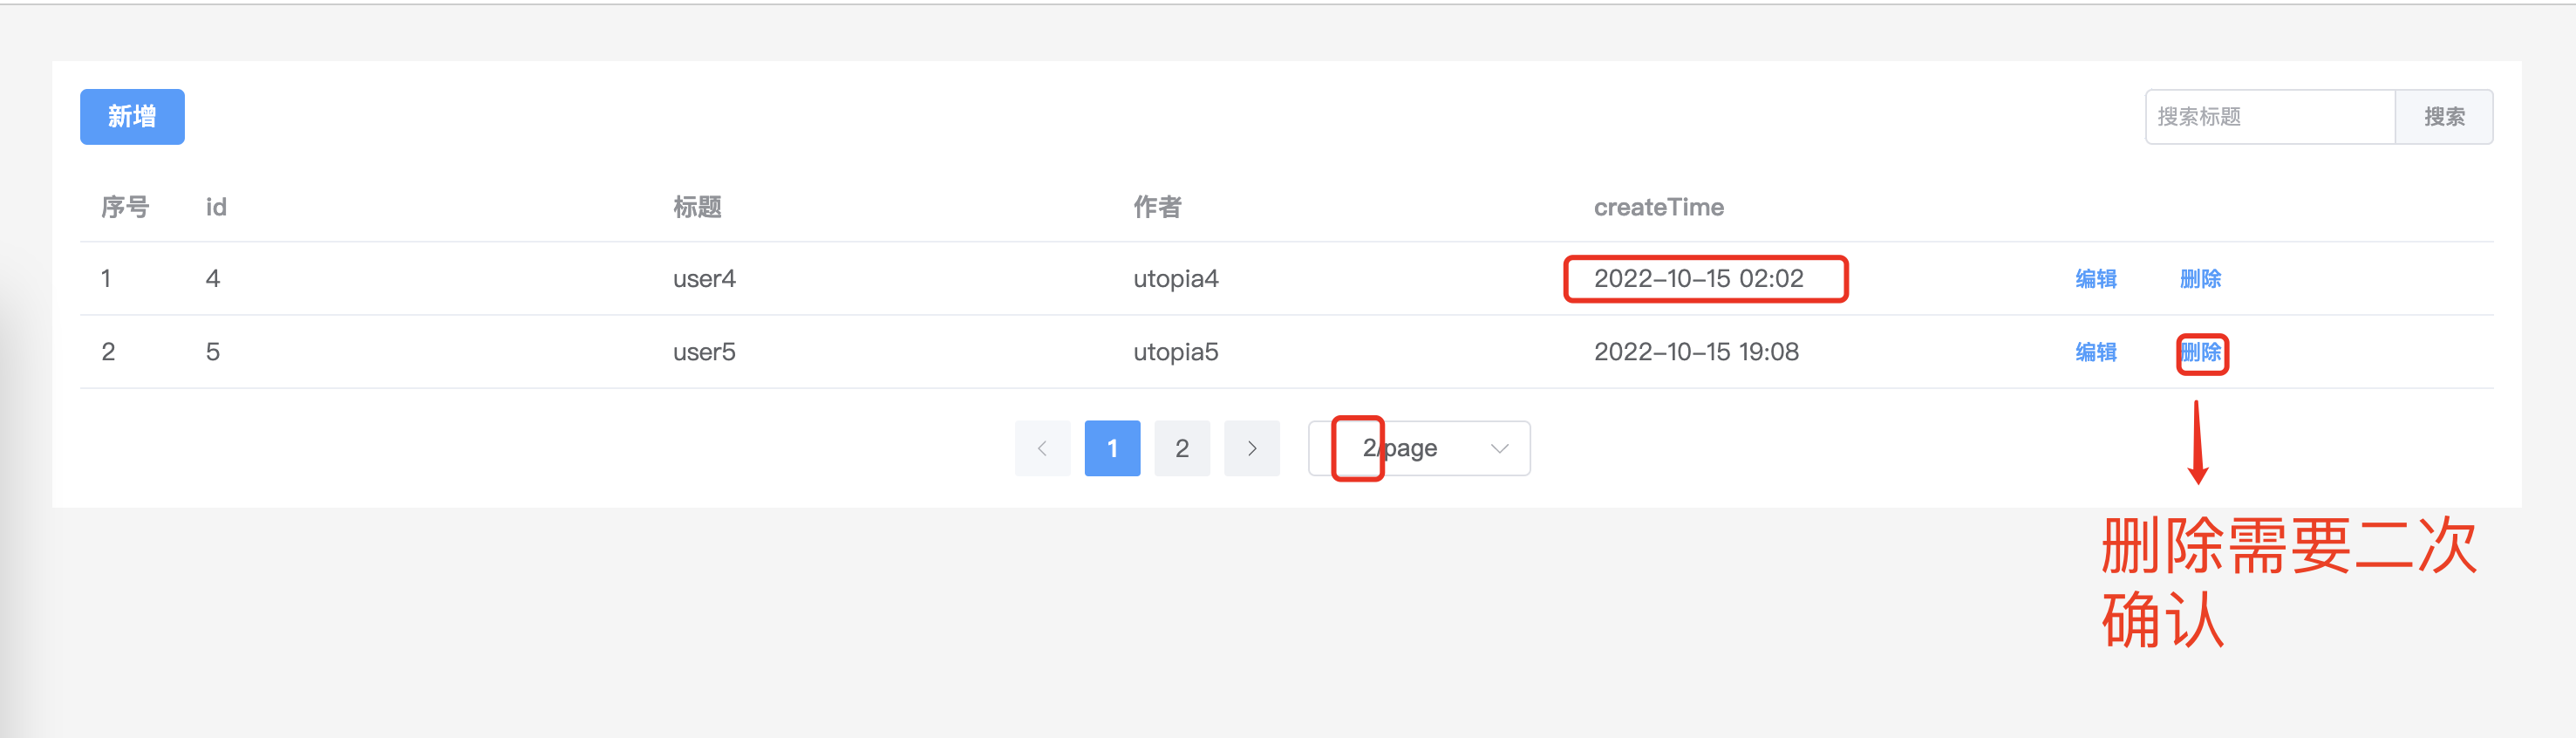 新增
搜索标题 搜索
序号 id 标题 作者 createTime
1 4 user4 utopia4 2022-10-15 02:02 编辑 删除
2 5 user5 utopia5 2022-10-15 19:08 编辑 删除
1 2 2/page
删除需要二次
确认